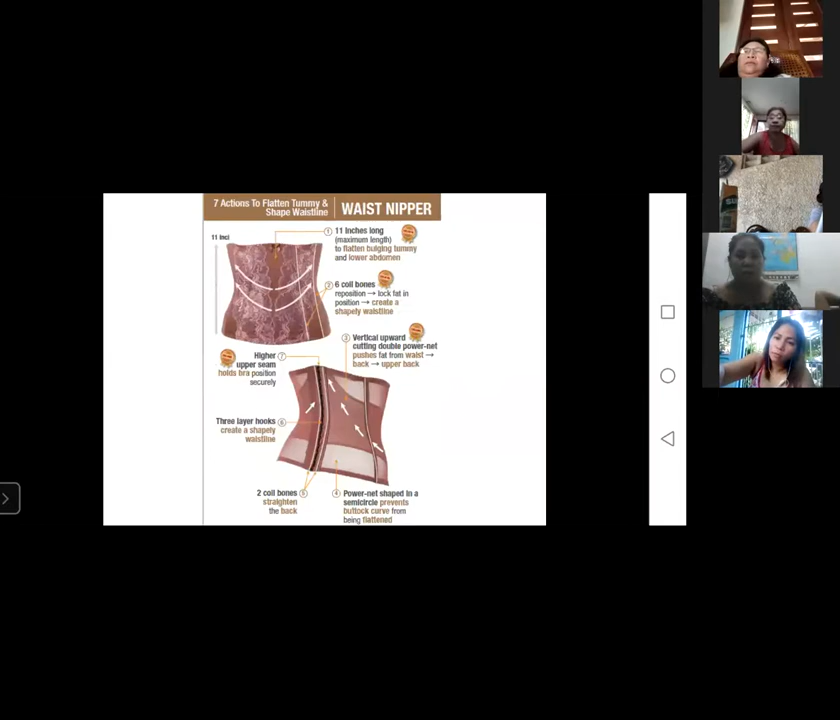 7 Actions To Flatten Tummy &
Shape Waistline
WAIST NIPPER
11 Inci
1 11 Inches long
(maximum length)
to flatten bulging tummy
and lower abdomen
2 6 coil bones
reposition → lock fat in
position → create a
shapely waistline
3 Vertical upward
cutting double power-net
pushes fat from waist →
back → upper back
Higher 7
upper seam
holds bra position
securely
Three layer hooks 6
create a shapely
waistline
2 coil bones 5
straighten
the back
4 Power-net shaped in a
semicircle prevents
buttock curve from
being flattened